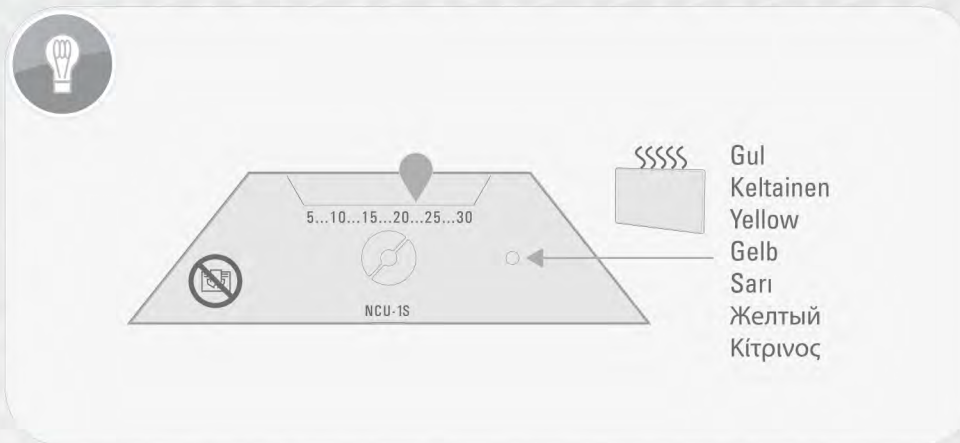 5...10...15...20...25...30
NCU-1S
Gul
Keltainen
Yellow
Gelb
Sarı
Желтый
Κίτρινος